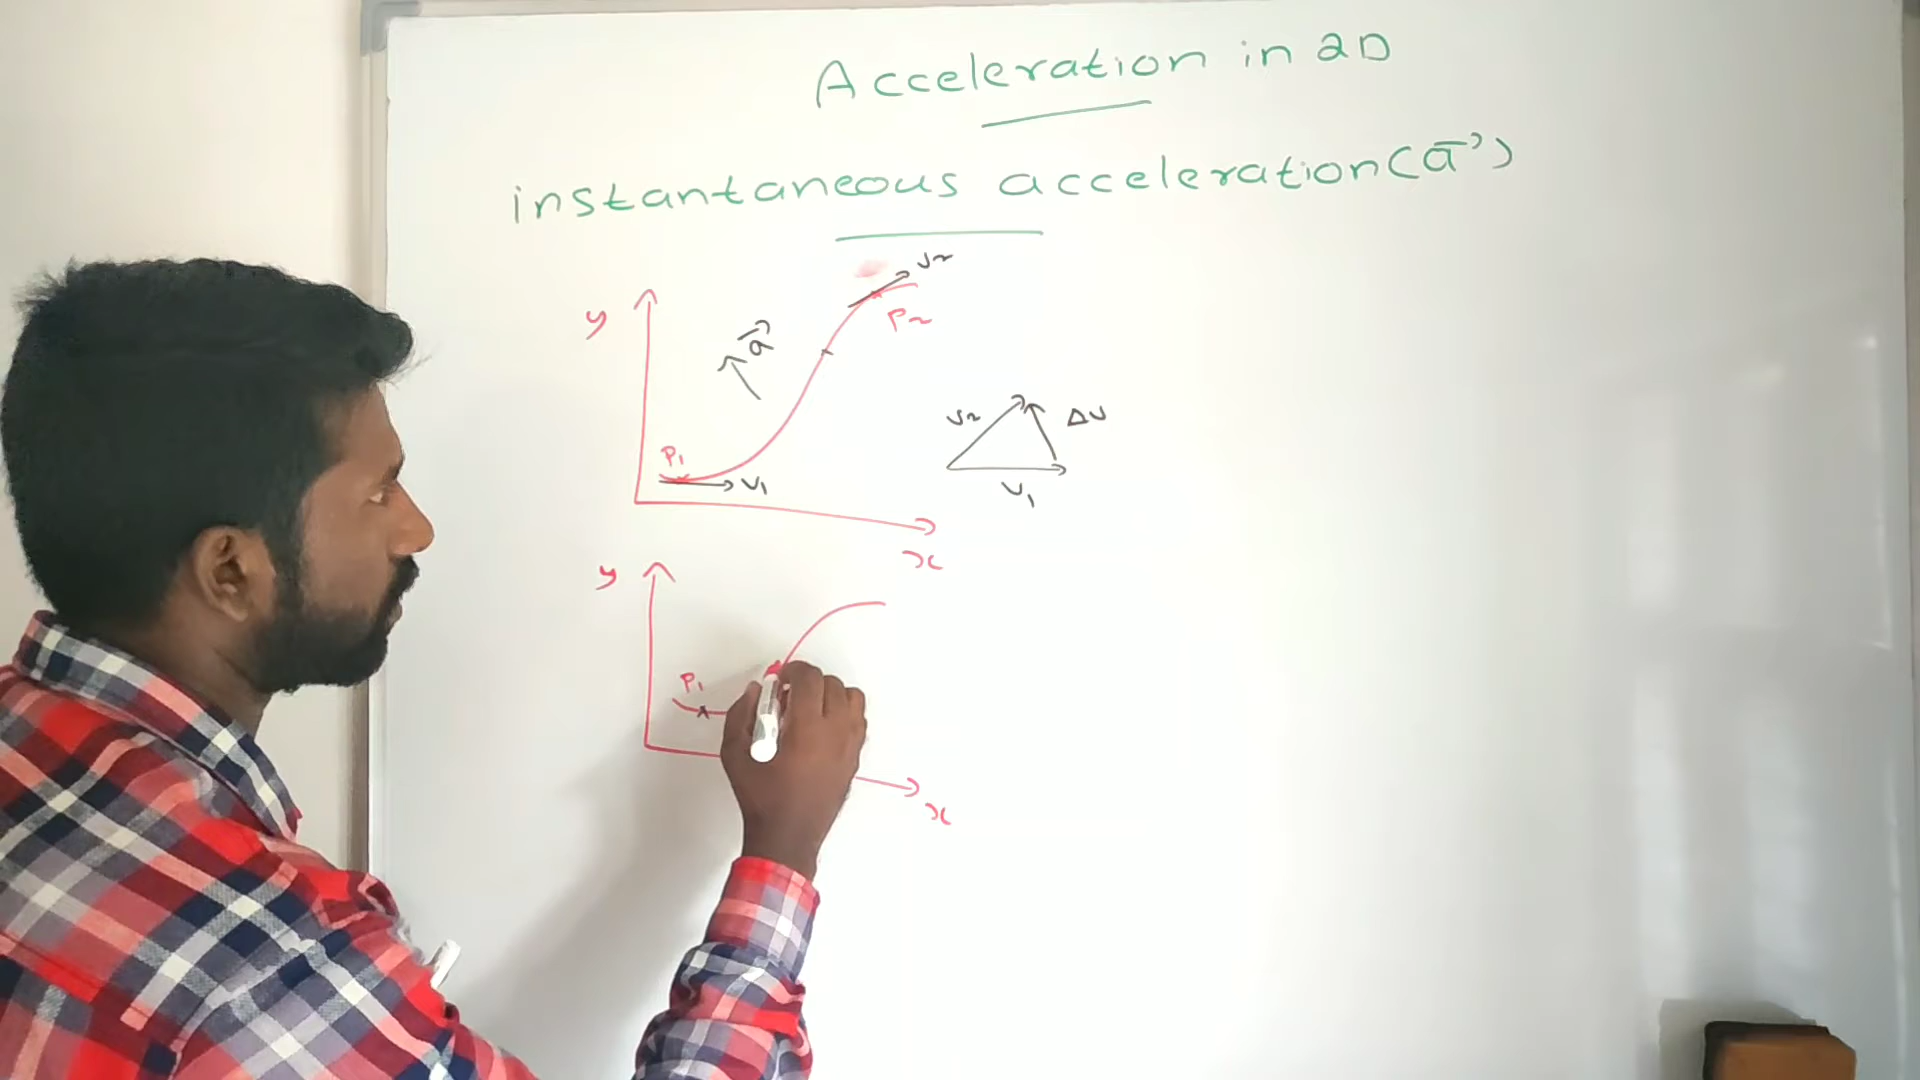 Acceleration in 2D
instantaneous acceleration (a⃗)
v2
y
a⃗
P2
P1
v1
x
v2
Δv
v1
y
P1
x